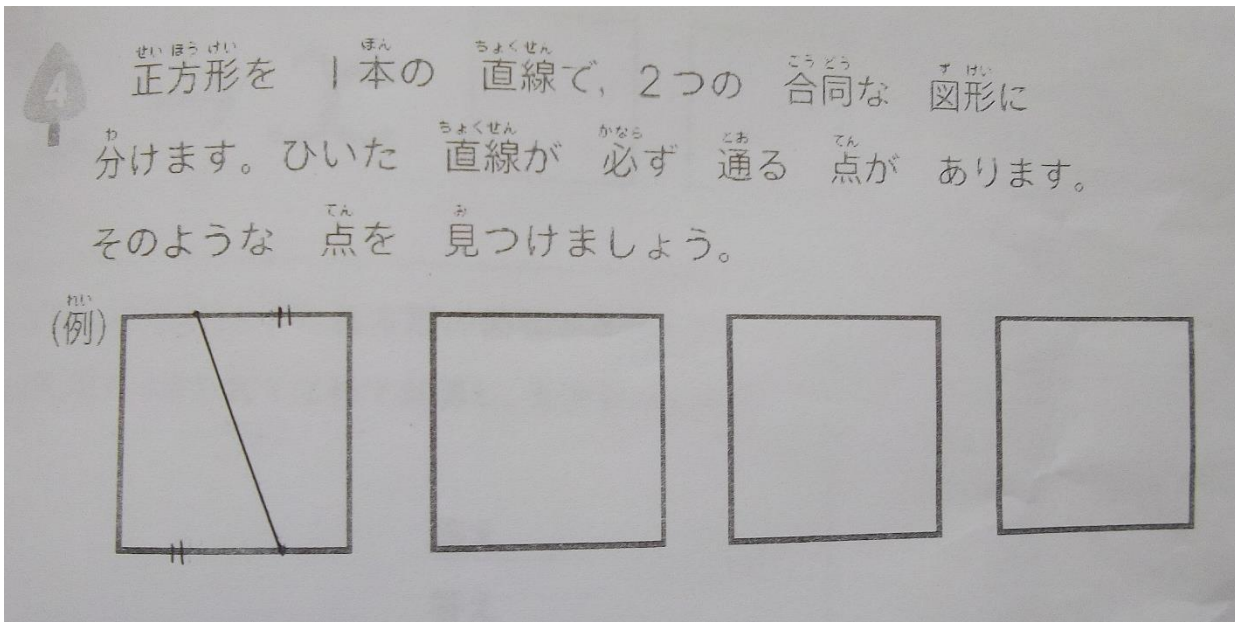 4 正方形を 1本の 直線で, 2つの 合同な 図形に
分けます。ひいた 直線が 必ず 通る 点が あります。
そのような 点を 見つけましょう。
(例)